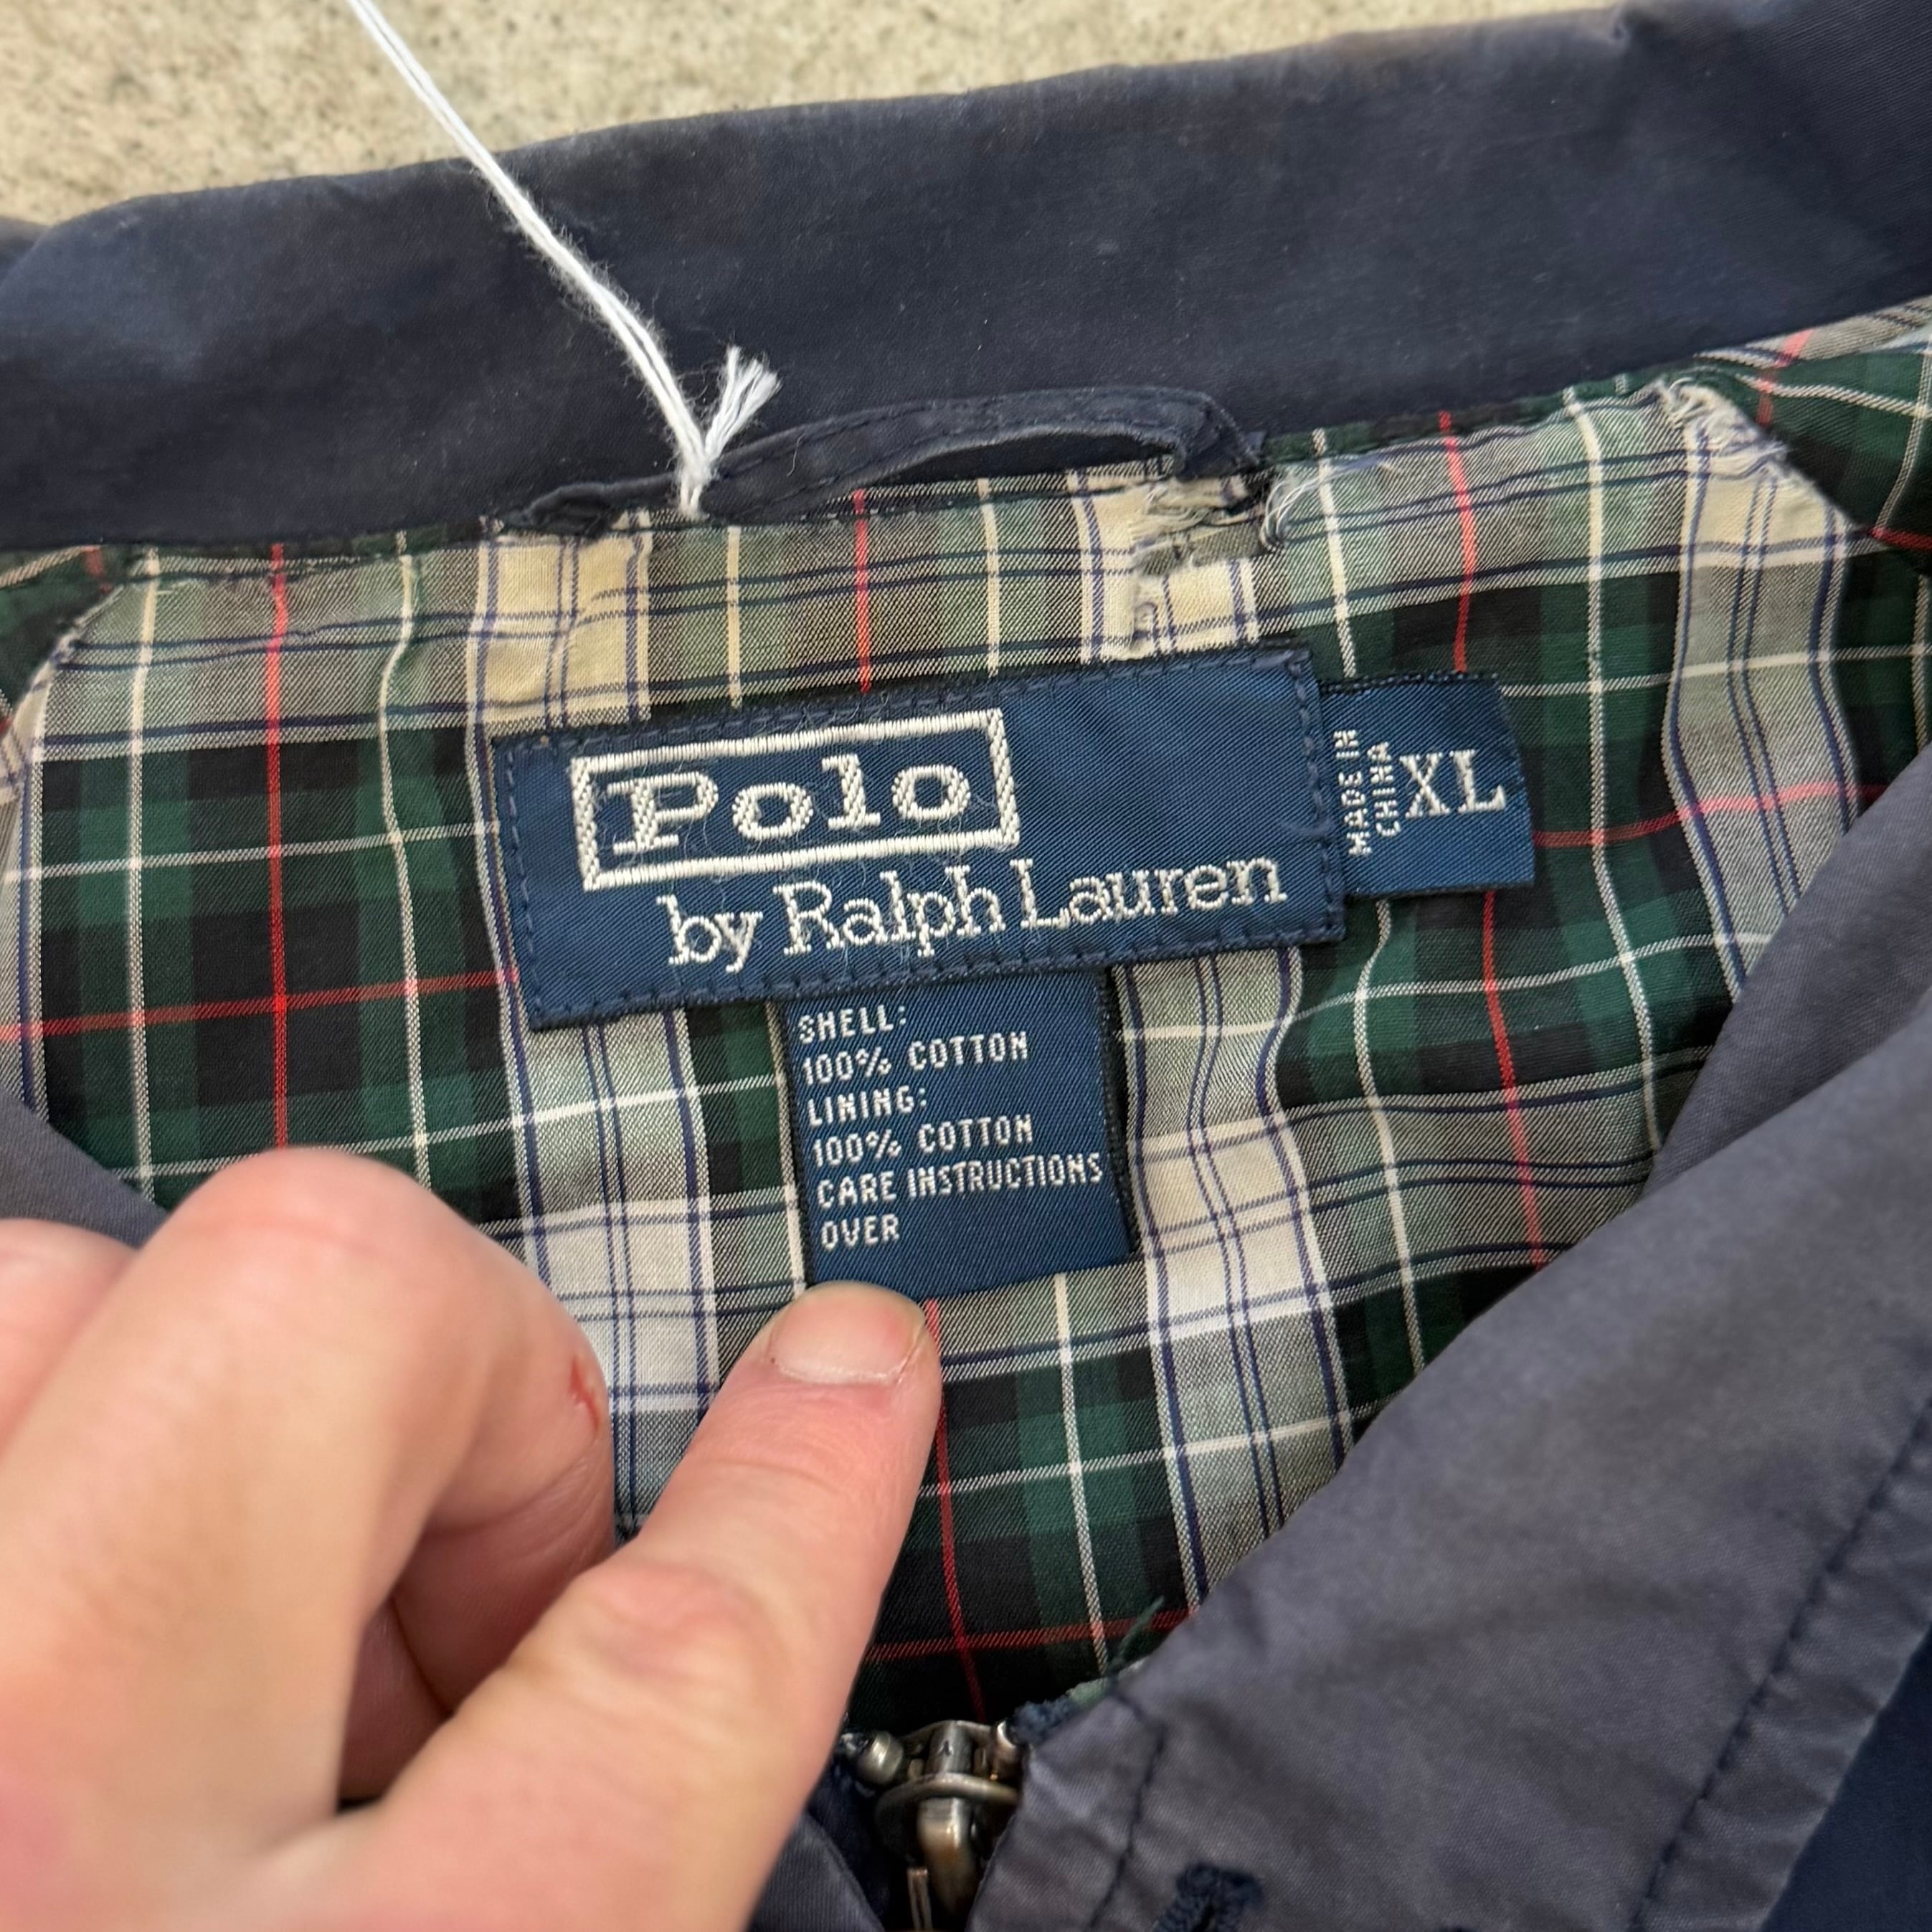 Polo
by Ralph Lauren
MADE IN
CHINA
XL
SHELL:
100% COTTON
LINING:
100% COTTON
CARE INSTRUCTIONS
OVER